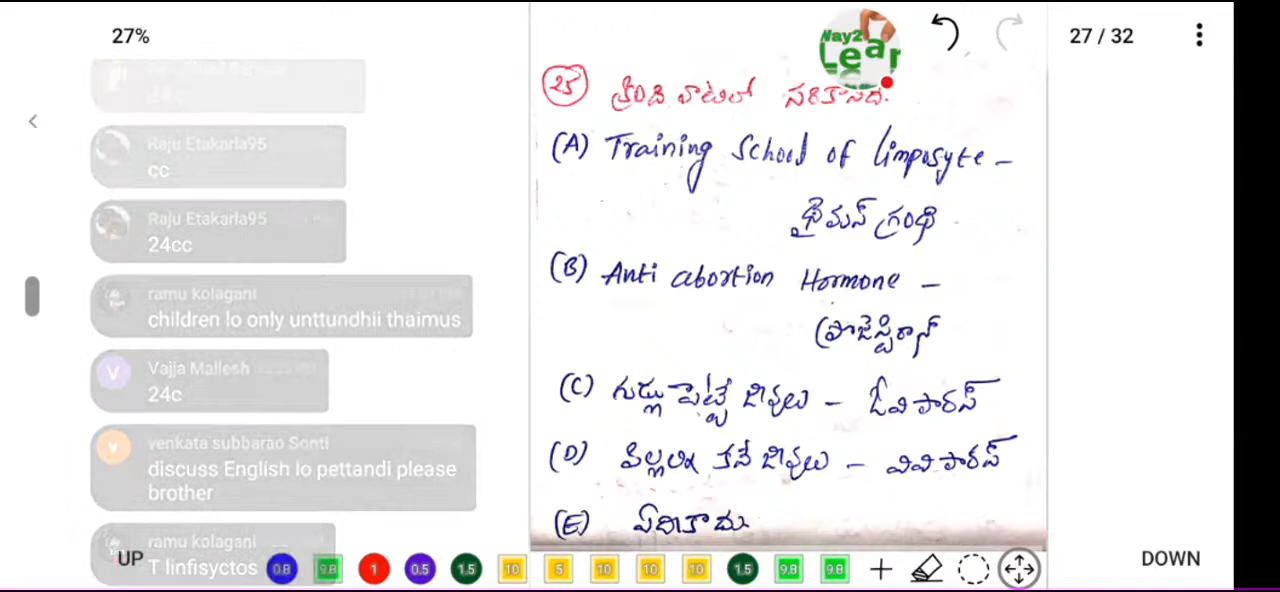 27%
27 / 32
Way2
Lear
Raju Etakarla95
cc
Raju Etakarla95
24cc
ramu kolagani
children lo only unttundhii thaimus
Vajja Mallesh
24c
venkata subbarao Sonti
discuss English lo pettandi please
brother
ramu kolagani
T linfisyctos
25 క్రింది వాటిలో సరికానిది.
(A) Training School of Limposyte –
థైమస్ గ్రంథి
(B) Anti abortion Hormone –
ప్రొజెస్టిరాన్
(C) గుడ్లు పెట్టే జీవులు – ఓవిపారస్
(D) పిల్లలను కనే జీవులు – వివిపారస్
(E) ఏదికాదు
UP
0.8 9.8 1 0.5 1.5 10 5 10 10 10 1.5 9.8 9.8
DOWN